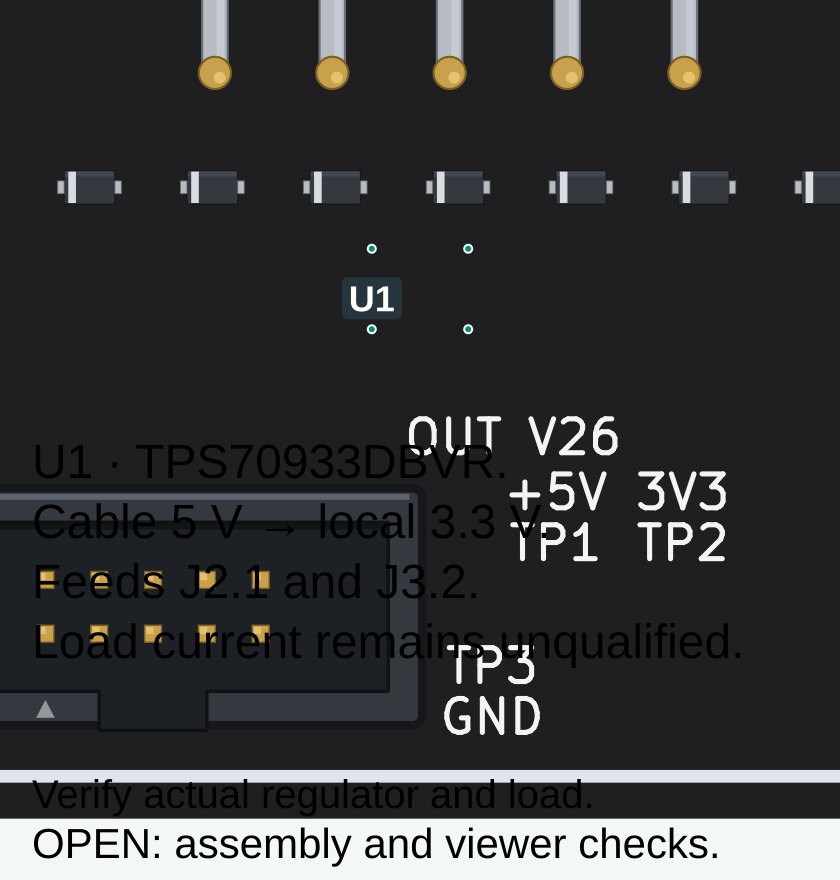 U1
OUT V26
U1 · TPS70933DBVR.
+5V 3V3
Cable 5 V → local 3.3 V.
TP1 TP2
Feeds J2.1 and J3.2.
Load current remains unqualified.
TP3
GND
Verify actual regulator and load.
OPEN: assembly and viewer checks.